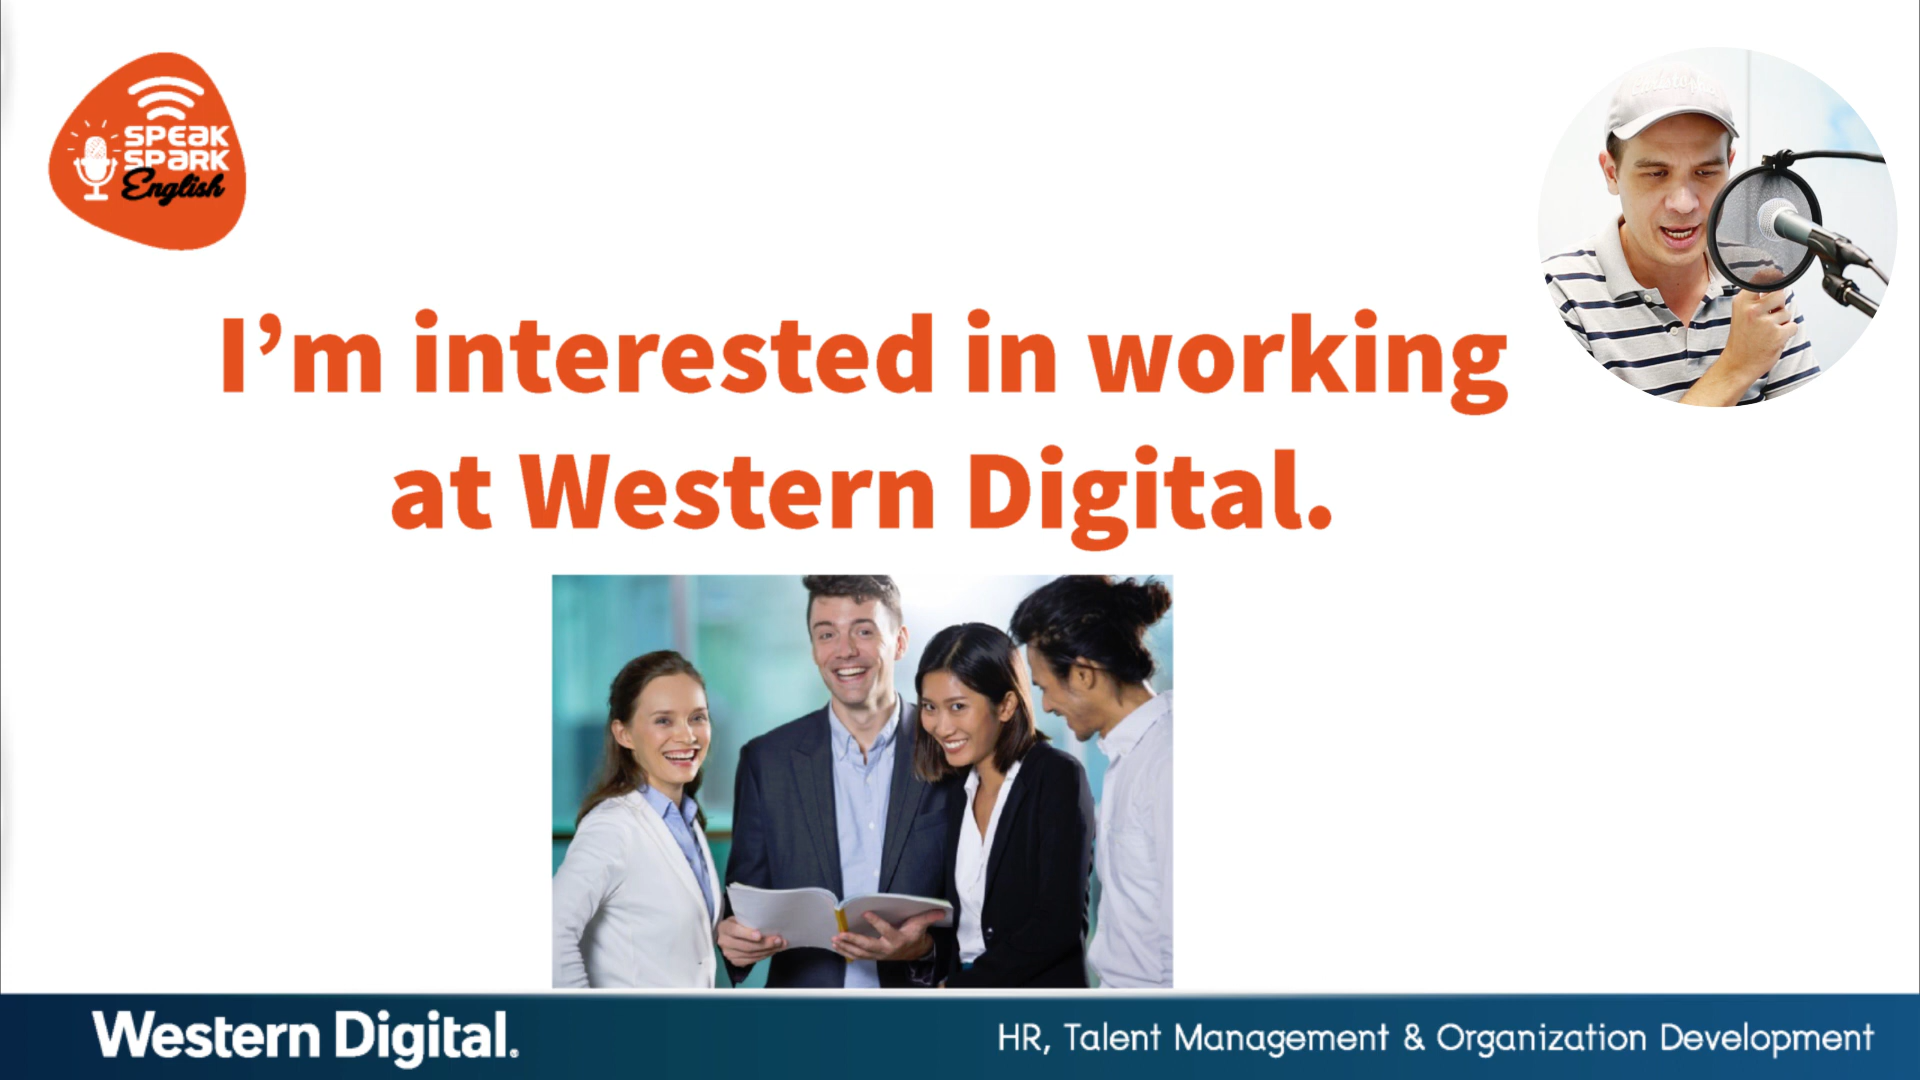 SPEAK
SPARK
English
I'm interested in working
at Western Digital.
Western Digital.
HR, Talent Management & Organization Development